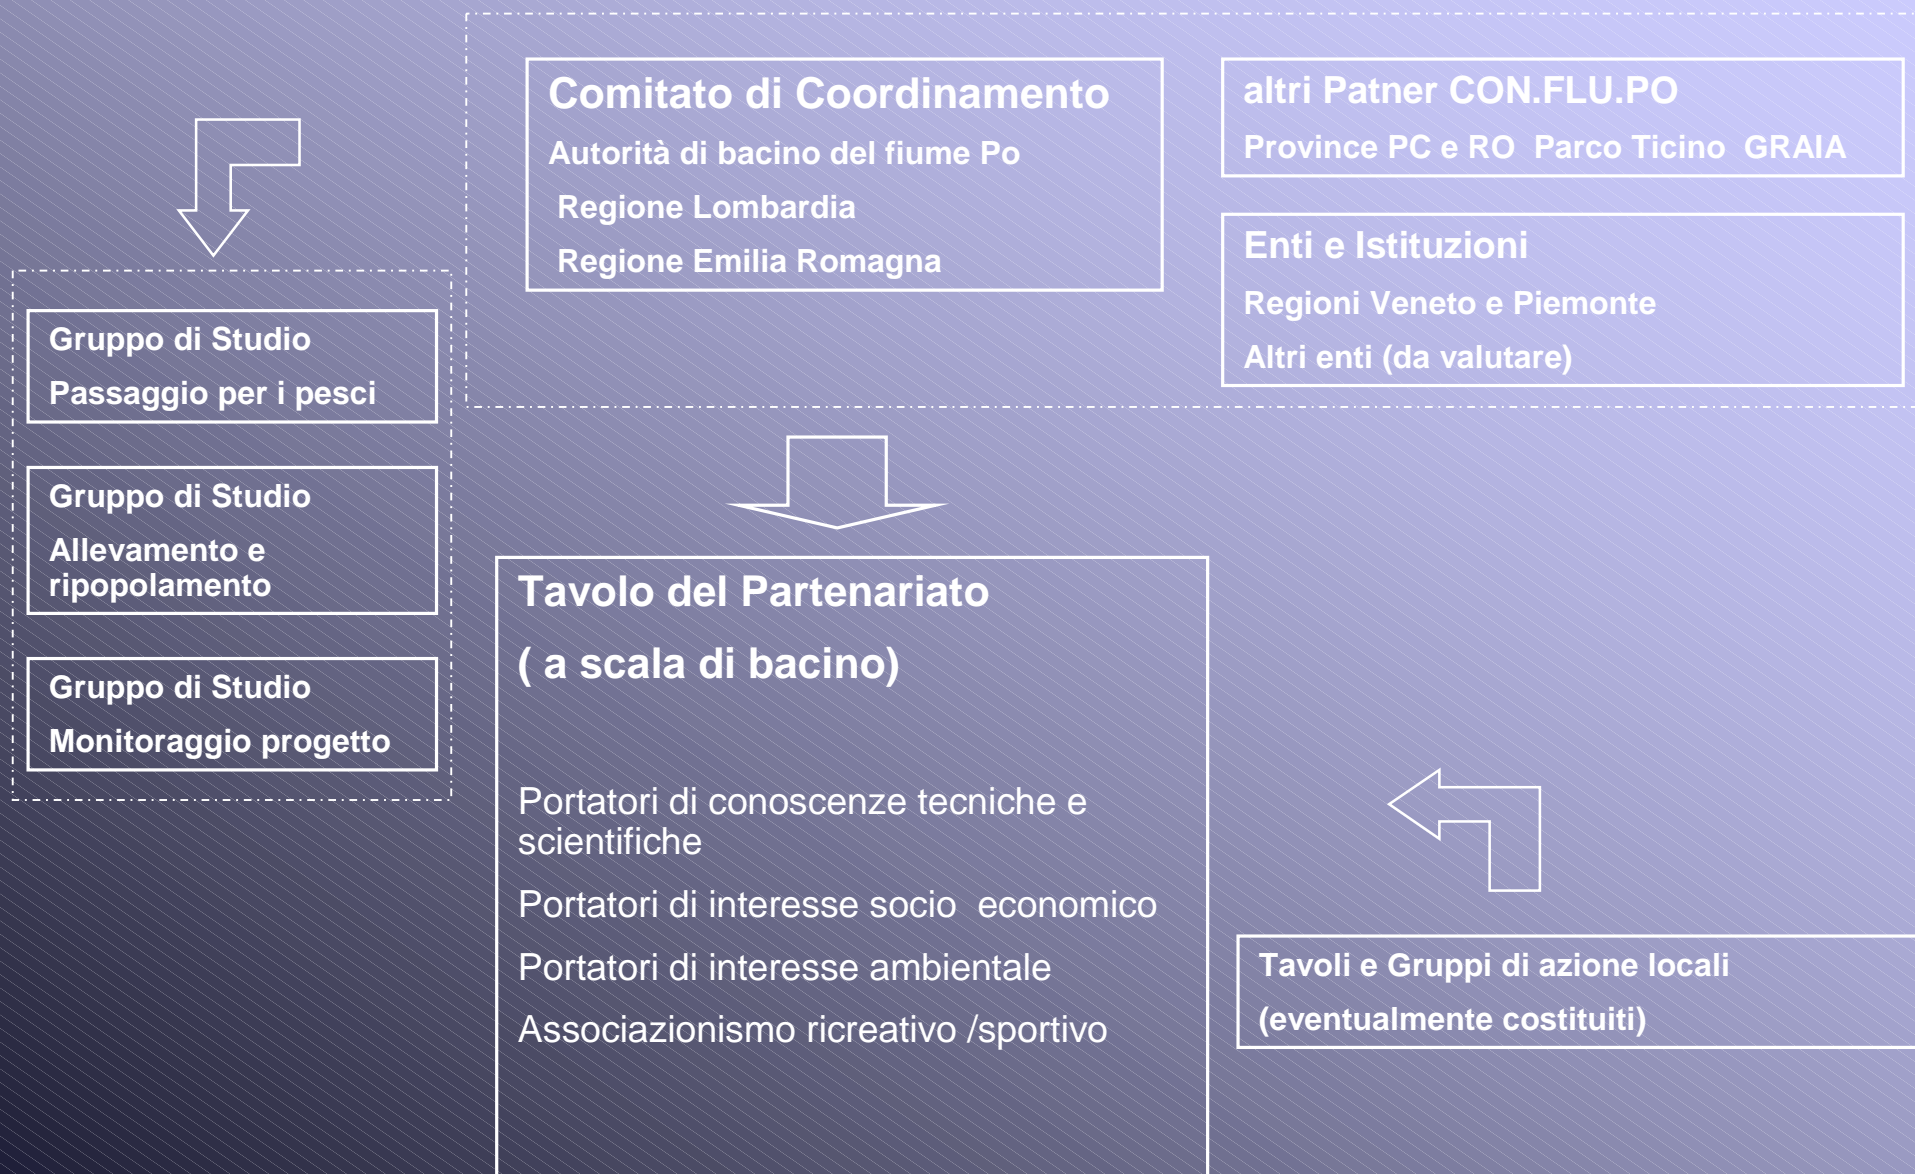 Comitato di Coordinamento
Autorità di bacino del fiume Po
Regione Lombardia
Regione Emilia Romagna
altri Patner CON.FLU.PO
Province PC e RO  Parco Ticino  GRAIA
Enti e Istituzioni
Regioni Veneto e Piemonte
Altri enti (da valutare)
Gruppo di Studio
Passaggio per i pesci
Gruppo di Studio
Allevamento e
ripopolamento
Gruppo di Studio
Monitoraggio progetto
Tavolo del Partenariato
( a scala di bacino)
Portatori di conoscenze tecniche e
scientifiche
Portatori di interesse socio  economico
Portatori di interesse ambientale
Associazionismo ricreativo /sportivo
Tavoli e Gruppi di azione locali
(eventualmente costituiti)